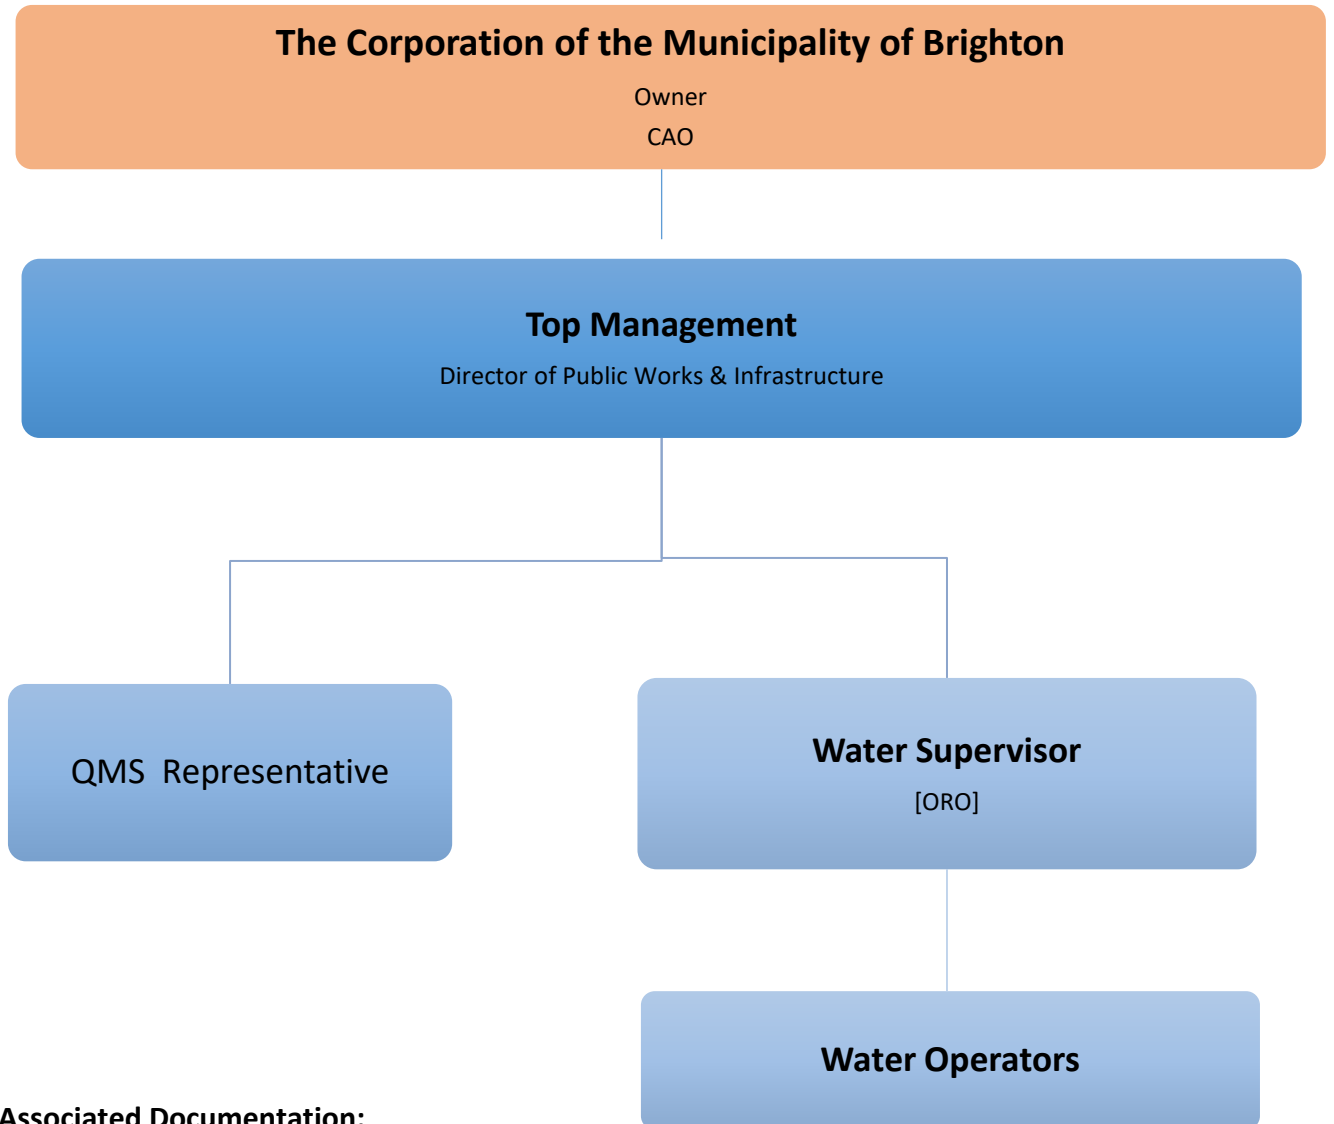 The Corporation of the Municipality of Brighton
Owner
CAO
Top Management
Director of Public Works & Infrastructure
QMS  Representative
Water Supervisor
[ORO]
Water Operators
Associated Documentation: